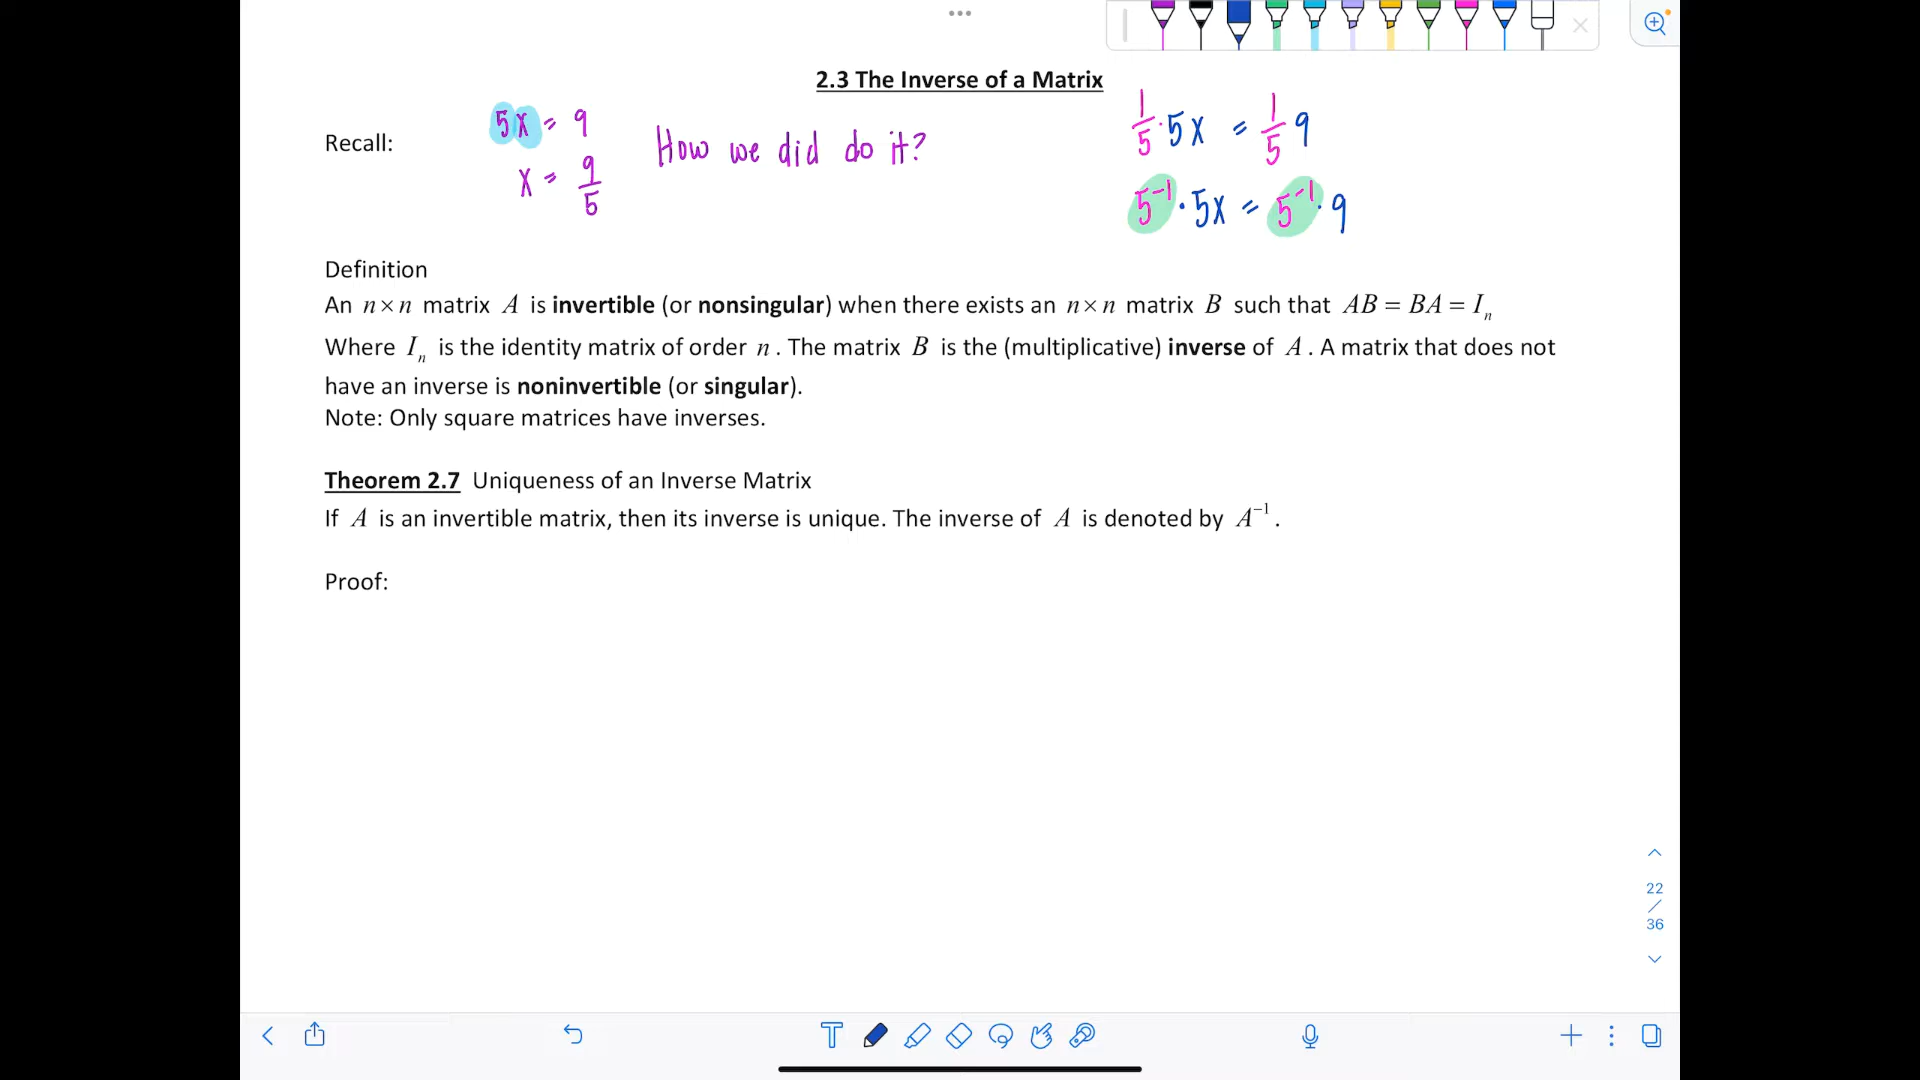 2.3 The Inverse of a Matrix
Recall:
5x = 9
x = 9/5
How we did do it?
1/5 · 5x = 1/5 9
5⁻¹ · 5x = 5⁻¹ · 9
Definition
An n × n matrix A is invertible (or nonsingular) when there exists an n × n matrix B such that AB = BA = Iₙ
Where Iₙ is the identity matrix of order n. The matrix B is the (multiplicative) inverse of A. A matrix that does not
have an inverse is noninvertible (or singular).
Note: Only square matrices have inverses.
Theorem 2.7 Uniqueness of an Inverse Matrix
If A is an invertible matrix, then its inverse is unique. The inverse of A is denoted by A⁻¹.
Proof:
22
/
36